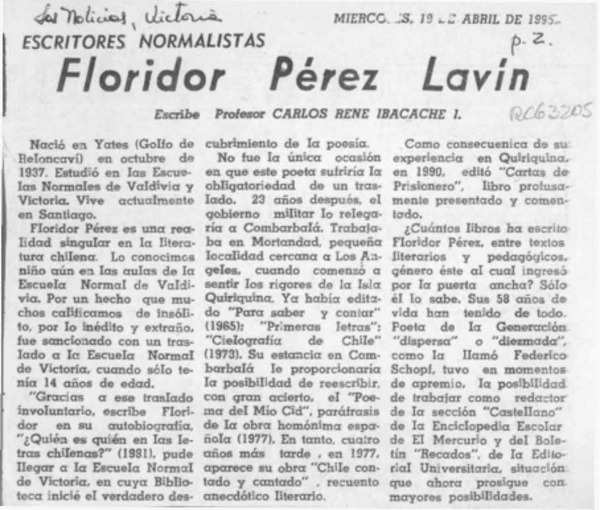 Las Noticias, Victoria
MIERCOLES, 19 DE ABRIL DE 1995.
p. 2.
ESCRITORES NORMALISTAS
Floridor Pérez Lavín
Escribe Profesor CARLOS RENE IBACACHE I.
RC63205
Nació en Yates (Golfo de
Reloncaví) en octubre de
1937. Estudió en las Escue-
las Normales de Valdivia y
Victoria. Vive actualmente
en Santiago.
Floridor Pérez es una rea-
lidad singular en la litera-
tura chilena. Lo conocimos
niño aún en las aulas de la
Escuela Normal de Valdi-
via. Por un hecho que mu-
chos calificamos de insóli-
to, por lo inédito y extraño,
fue sancionado con un tras-
lado a la Escuela Normal
de Victoria, cuando sólo te-
nía 14 años de edad.
"Gracias a ese traslado
involuntario, escribe Flori-
dor en su autobiografía,
"¿Quién es quién en las le-
tras chilenas?" (1981), pude
llegar a la Escuela Normal
de Victoria, en cuya Biblio-
teca inicié el verdadero des-
cubrimiento de la poesía.
No fue la única ocasión
en que este poeta sufriría la
obligatoriedad de un tras-
lado. 23 años después, el
gobierno militar lo relega-
ría a Combarbalá. Trabaja-
ba en Mortandad, pequeña
localidad cercana a Los An-
geles, cuando comenzó a
sentir los rigores de la Isla
Quiriquina. Ya había edita-
do "Para saber y contar"
(1965); "Primeras letras";
"Cielografía de Chile"
(1973). Su estancia en Com-
barbalá le proporcionaría
la posibilidad de reescribir,
con gran acierto, el "Poe-
ma del Mío Cid", paráfrasis
de la obra homónima espa-
ñola (1977). En tanto, cuatro
años más tarde , en 1977,
aparece su obra "Chile con-
tado y cantado" , recuento
anecdótico literario.
Como consecuenica de su
experiencia en Quiriquina,
en 1990, editó "Cartas de
Prisionero", libro profusa-
mente presentado y comen-
tado.
¿Cuántos libros ha escrito
Floridor Pérez, entre textos
literarios y pedagógicos,
género éste al cual ingresó
por la puerta ancha? Sólo
él lo sabe. Sus 58 años de
vida han tenido de todo.
Poeta de la Generación
"dispersa" o "diezmada",
como la llamó Federico
Schopf, tuvo en momentos
de apremio, la posibilidad
de trabajar como redactor
de la sección "Castellano"
de la Enciclopedia Escolar
de El Mercurio y del Bole-
tín "Recados", de la Edito-
rial Universitaria, situación
que ahora prosigue con
mayores posibilidades.